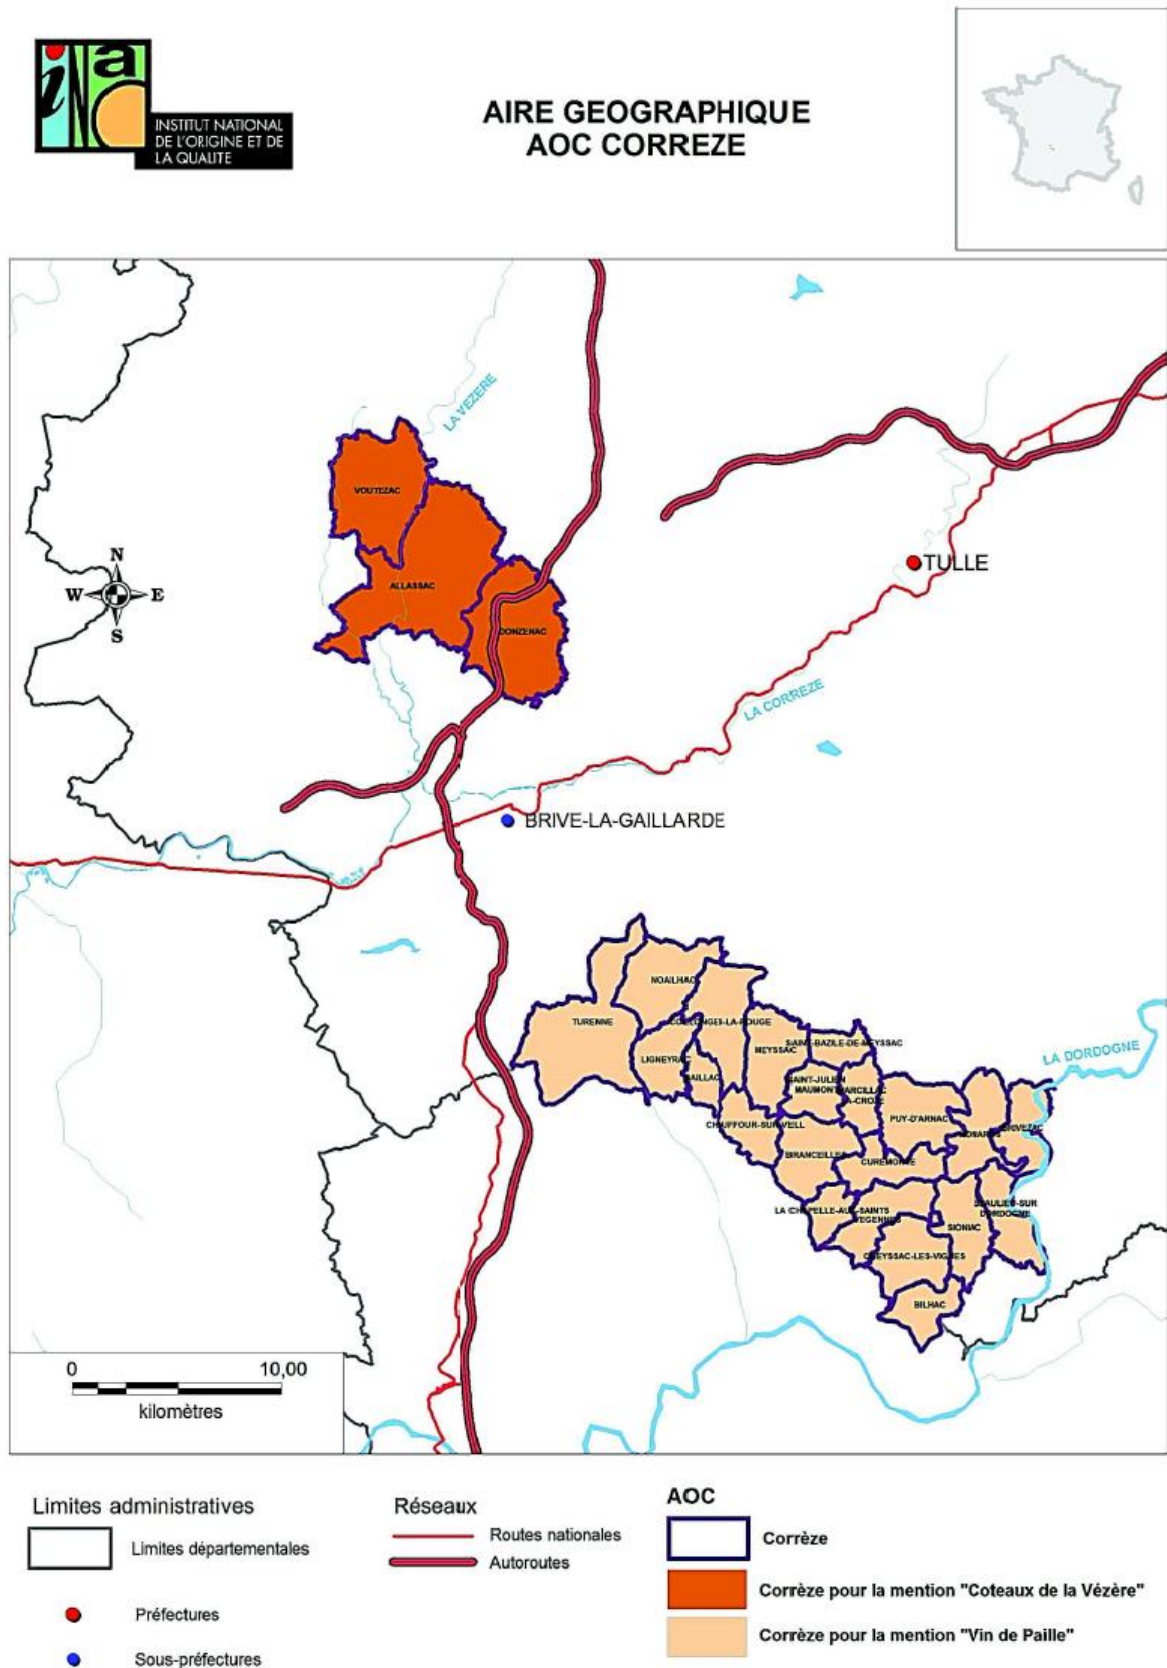 iNaO
INSTITUT NATIONAL
DE L'ORIGINE ET DE
LA QUALITE
AIRE GEOGRAPHIQUE
AOC CORREZE
LA VEZERE
VOUTEZAC
ALLASSAC
DONZENAC
N
W
E
S
TULLE
LA CORREZE
BRIVE-LA-GAILLARDE
NOAILHAC
TURENNE
COLLONGES-LA-ROUGE
LIGNEYRAC
MEYSSAC
SAINT-BAZILE-DE-MEYSSAC
LA DORDOGNE
SAILLAC
SAINT-JULIEN
MAUMONT
MARCILLAC
LA-CROZE
PUY-D'ARNAC
CHAUFFOUR-SUR-VELL
NONARDS
BRIVEZAC
BRANCEILLES
CUREMONTE
LA CHAPELLE-AUX-SAINTS
VEGENNES
BEAULIEU-SUR
DORDOGNE
SIONIAC
QUEYSSAC-LES-VIGNES
BILHAC
0
10,00
kilomètres
Limites administratives
Limites départementales
Préfectures
Sous-préfectures
Réseaux
Routes nationales
Autoroutes
AOC
Corrèze
Corrèze pour la mention "Coteaux de la Vézère"
Corrèze pour la mention "Vin de Paille"